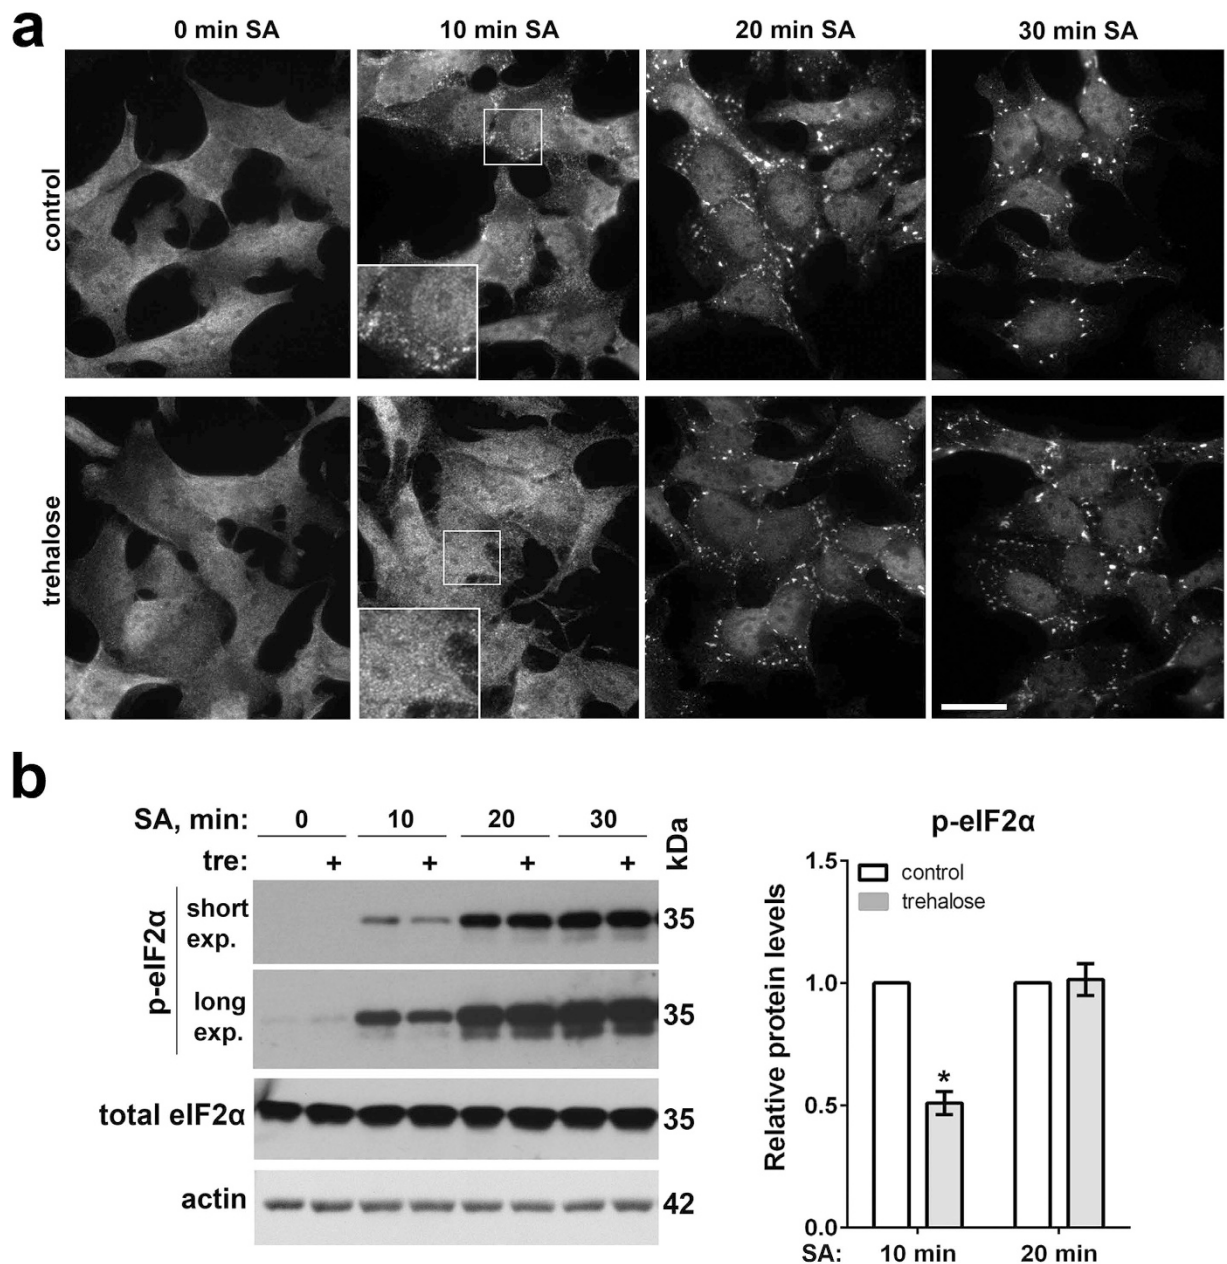 a
0 min SA
10 min SA
20 min SA
30 min SA
control
trehalose
b
SA, min: 0 10 20 30 kDa
tre: + + + +
p-eIF2α
short exp. 35
long exp. 35
total eIF2α 35
actin 42
p-eIF2α
Relative protein levels
1.5
1.0
0.5
0.0
control
trehalose
*
SA: 10 min 20 min